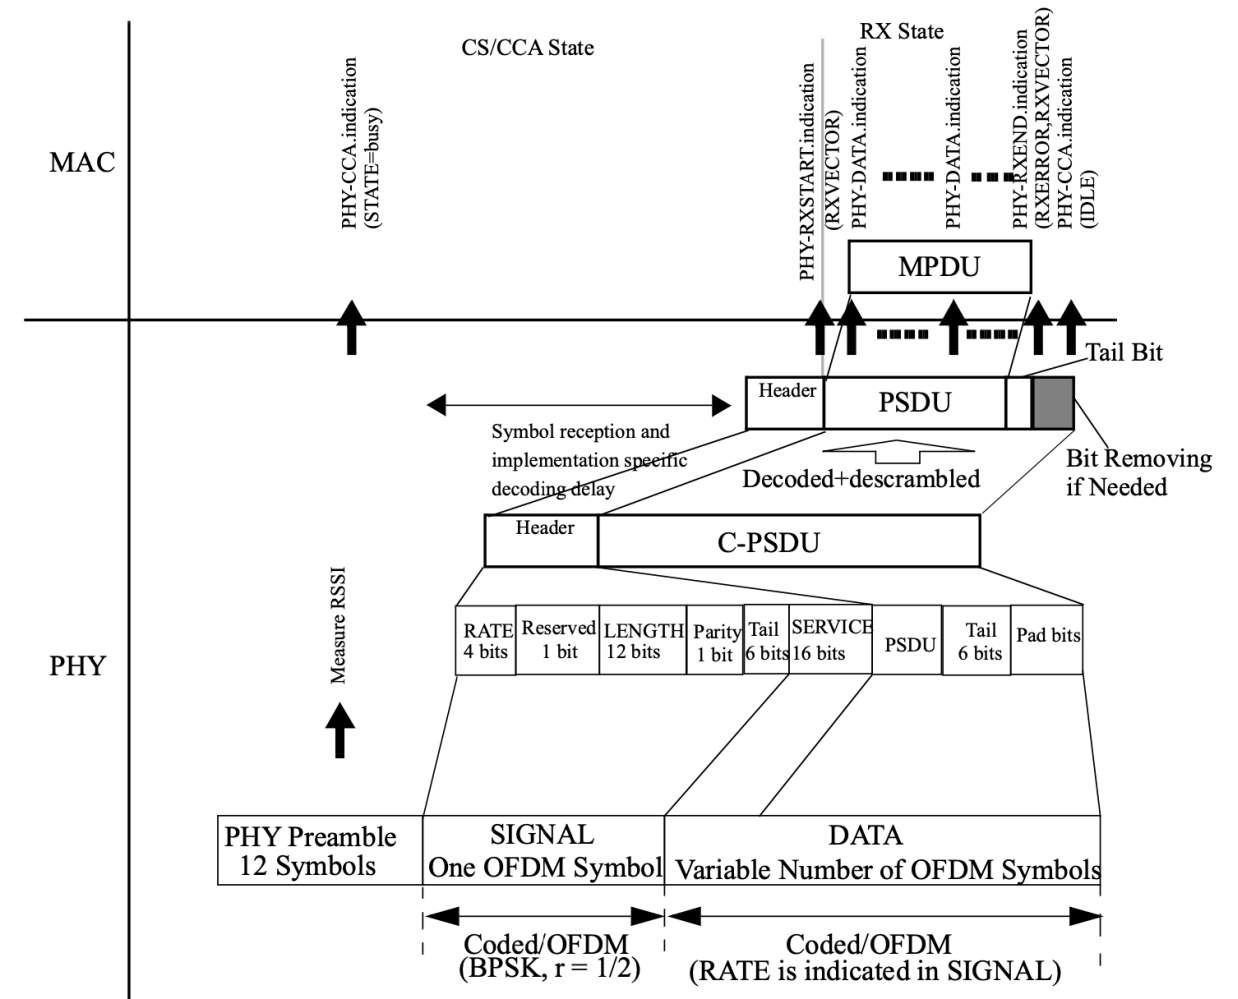 CS/CCA State
RX State
PHY-CCA.indication
(STATE=busy)
PHY-RXSTART.indication
(RXVECTOR)
PHY-DATA.indication
PHY-DATA.indication
PHY-RXEND.indication
(RXERROR,RXVECTOR)
PHY-CCA.indication
(IDLE)
MAC
MPDU
Tail Bit
Header
PSDU
Symbol reception and
implementation specific
decoding delay
Decoded+descrambled
Bit Removing
if Needed
Header
C-PSDU
Measure RSSI
PHY
RATE
4 bits
Reserved
1 bit
LENGTH
12 bits
Parity
1 bit
Tail
6 bits
SERVICE
16 bits
PSDU
Tail
6 bits
Pad bits
PHY Preamble
12 Symbols
SIGNAL
One OFDM Symbol
DATA
Variable Number of OFDM Symbols
Coded/OFDM
(BPSK, r = 1/2)
Coded/OFDM
(RATE is indicated in SIGNAL)